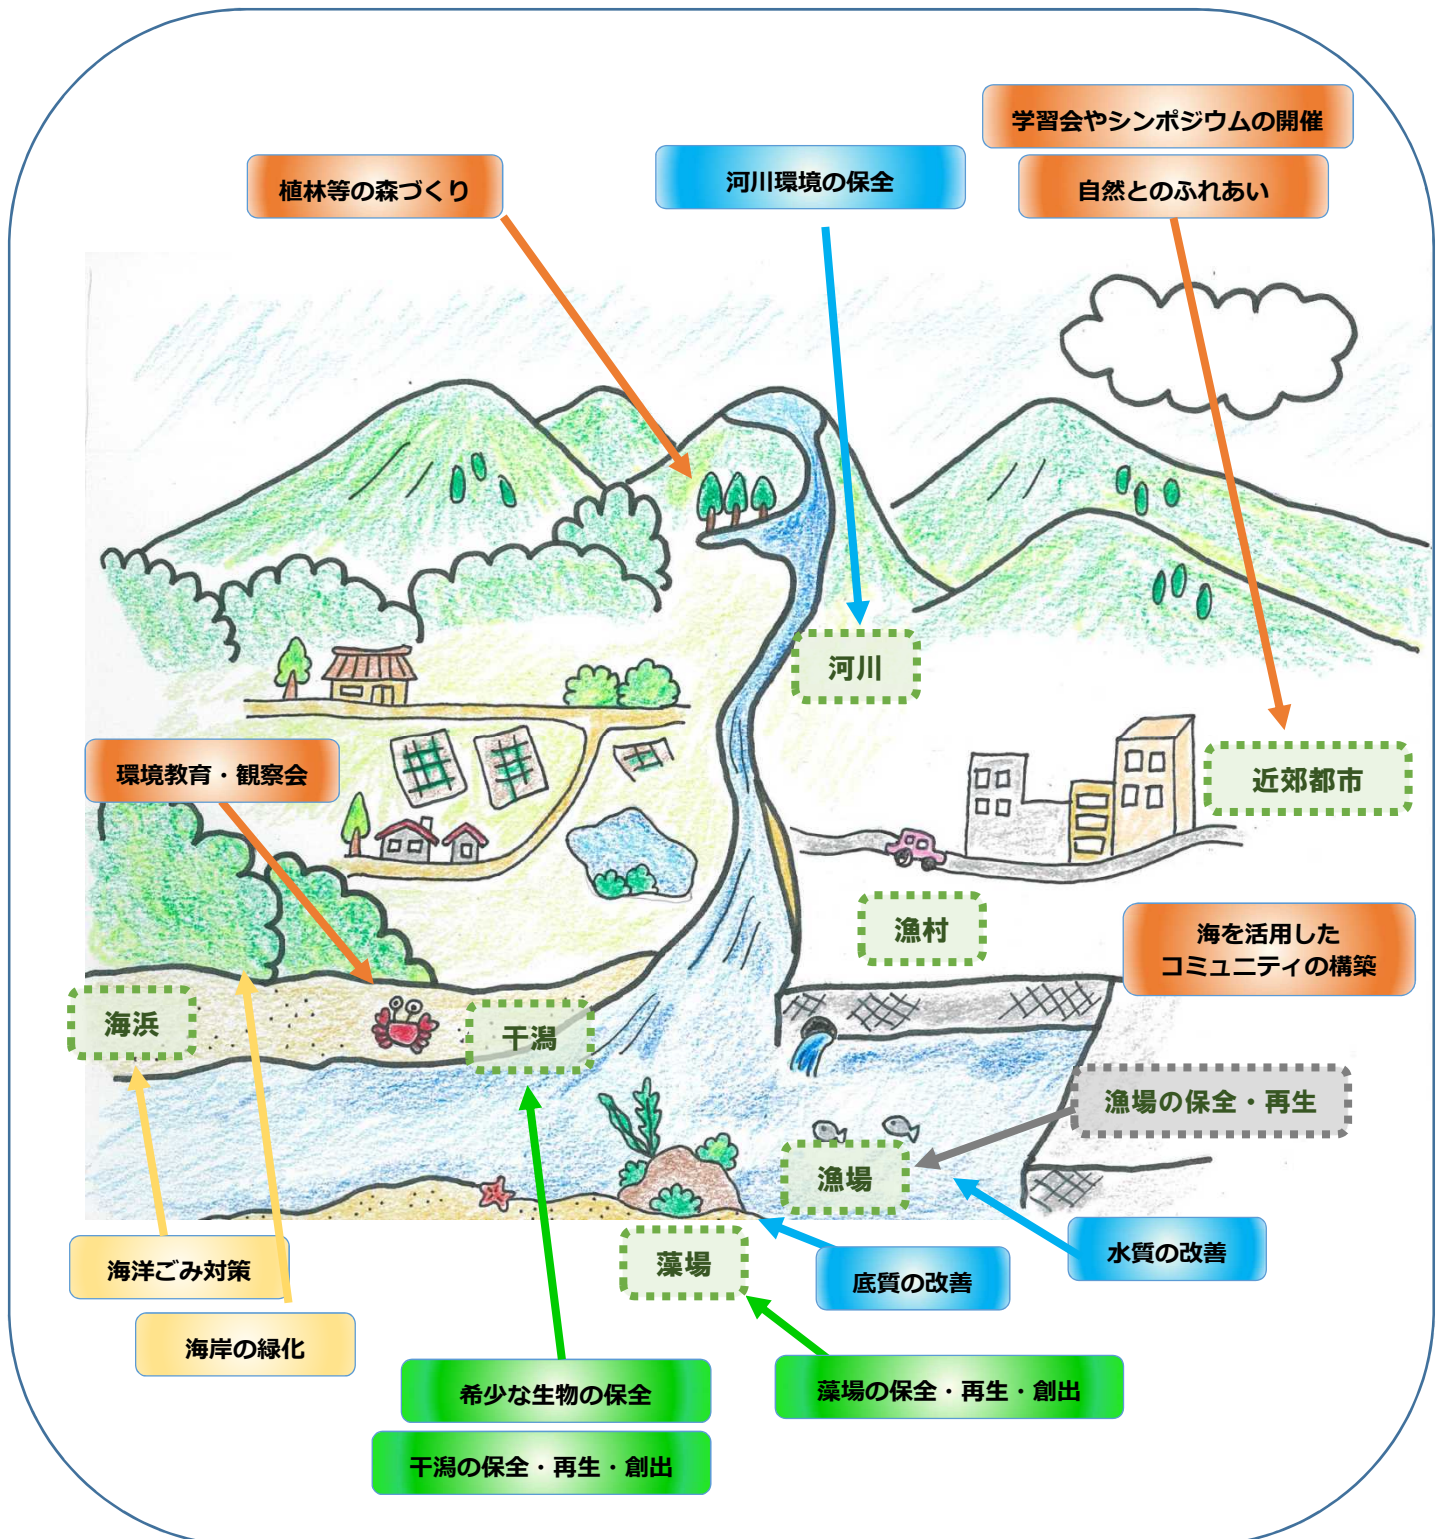 学習会やシンポジウムの開催
植林等の森づくり
河川環境の保全
自然とのふれあい
河川
環境教育・観察会
近郊都市
漁村
海を活用した
コミュニティの構築
海浜
干潟
漁場の保全・再生
漁場
藻場
水質の改善
海洋ごみ対策
底質の改善
海岸の緑化
希少な生物の保全
藻場の保全・再生・創出
干潟の保全・再生・創出